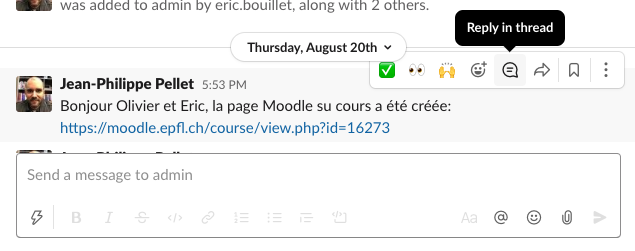 was added to admin by eric.bouillet, along with 2 others.
Reply in thread
Thursday, August 20th
Jean-Philippe Pellet 5:53 PM
Bonjour Olivier et Eric, la page Moodle su cours a été créée:
https://moodle.epfl.ch/course/view.php?id=16273
Send a message to admin
B I S
Aa @